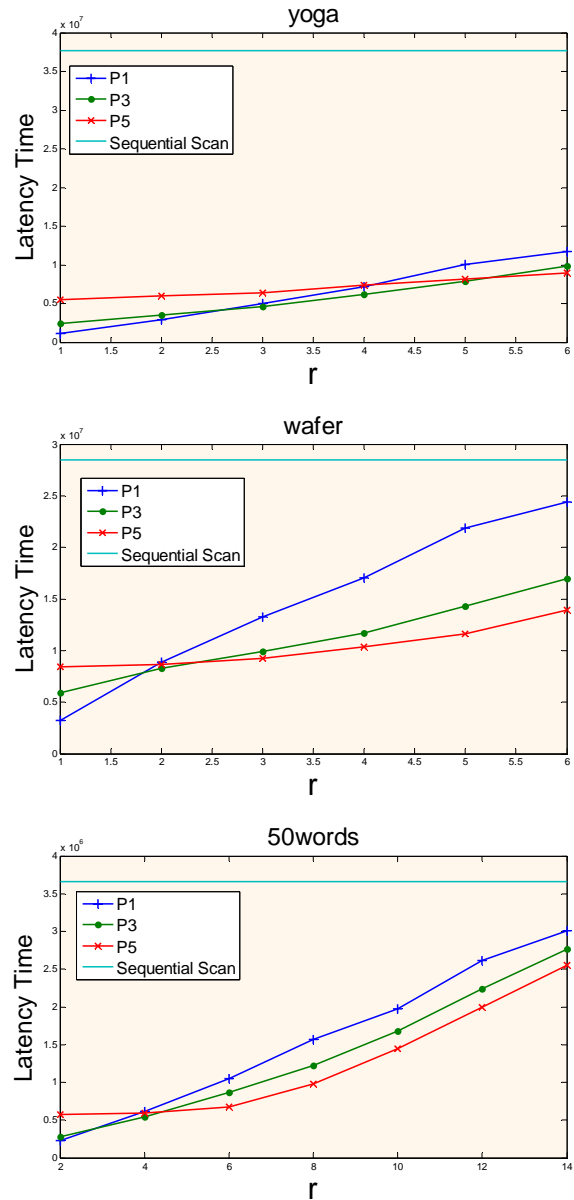 yoga
x 10^7
4
3.5
3
2.5
2
1.5
1
0.5
0
Latency Time
P1
P3
P5
Sequential Scan
1 1.5 2 2.5 3 3.5 4 4.5 5 5.5 6
r
wafer
x 10^7
3
2.5
2
1.5
1
0.5
0
Latency Time
P1
P3
P5
Sequential Scan
1 1.5 2 2.5 3 3.5 4 4.5 5 5.5 6
r
50words
x 10^6
4
3.5
3
2.5
2
1.5
1
0.5
0
Latency Time
P1
P3
P5
Sequential Scan
2 4 6 8 10 12 14
r